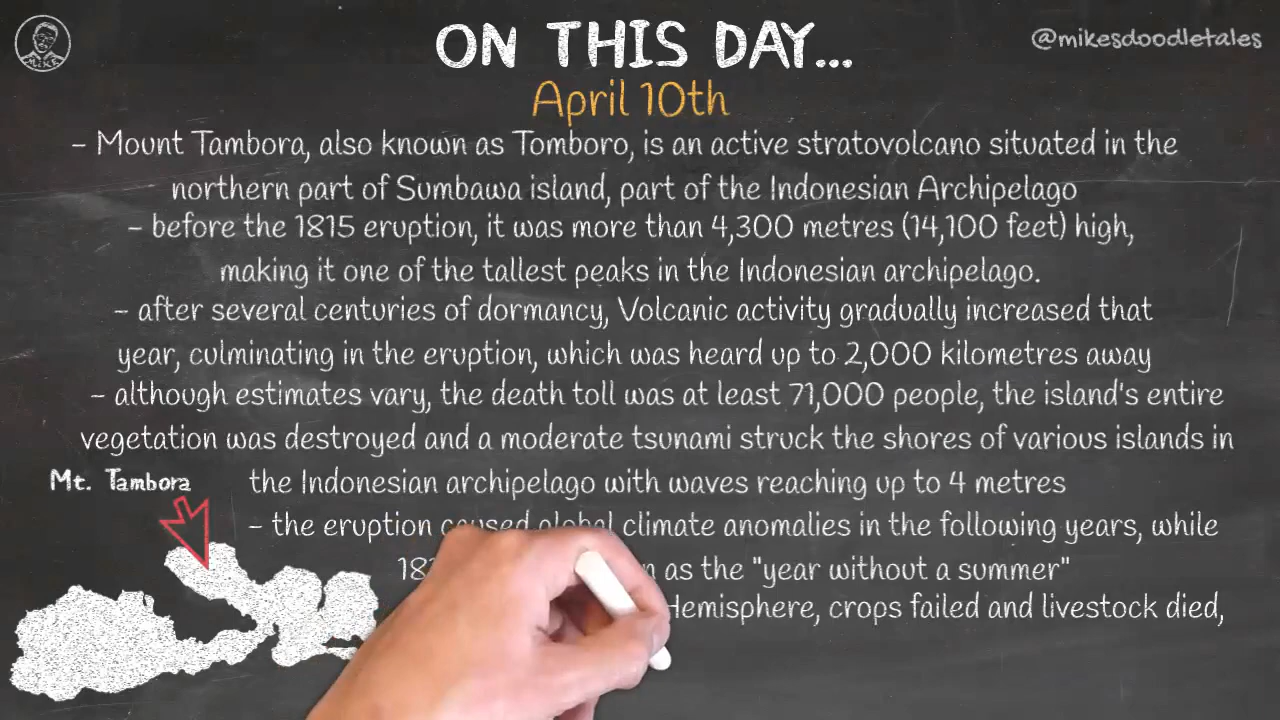 ON THIS DAY...
@mikesdoodletales
MIKE
April 10th
- Mount Tambora, also known as Tomboro, is an active stratovolcano situated in the
northern part of Sumbawa island, part of the Indonesian Archipelago
- before the 1815 eruption, it was more than 4,300 metres (14,100 feet) high,
making it one of the tallest peaks in the Indonesian archipelago.
- after several centuries of dormancy, Volcanic activity gradually increased that
year, culminating in the eruption, which was heard up to 2,000 kilometres away
- although estimates vary, the death toll was at least 71,000 people, the island's entire
vegetation was destroyed and a moderate tsunami struck the shores of various islands in
Mt. Tambora
the Indonesian archipelago with waves reaching up to 4 metres
- the eruption caused global climate anomalies in the following years, while
as the "year without a summer"
Hemisphere, crops failed and livestock died,